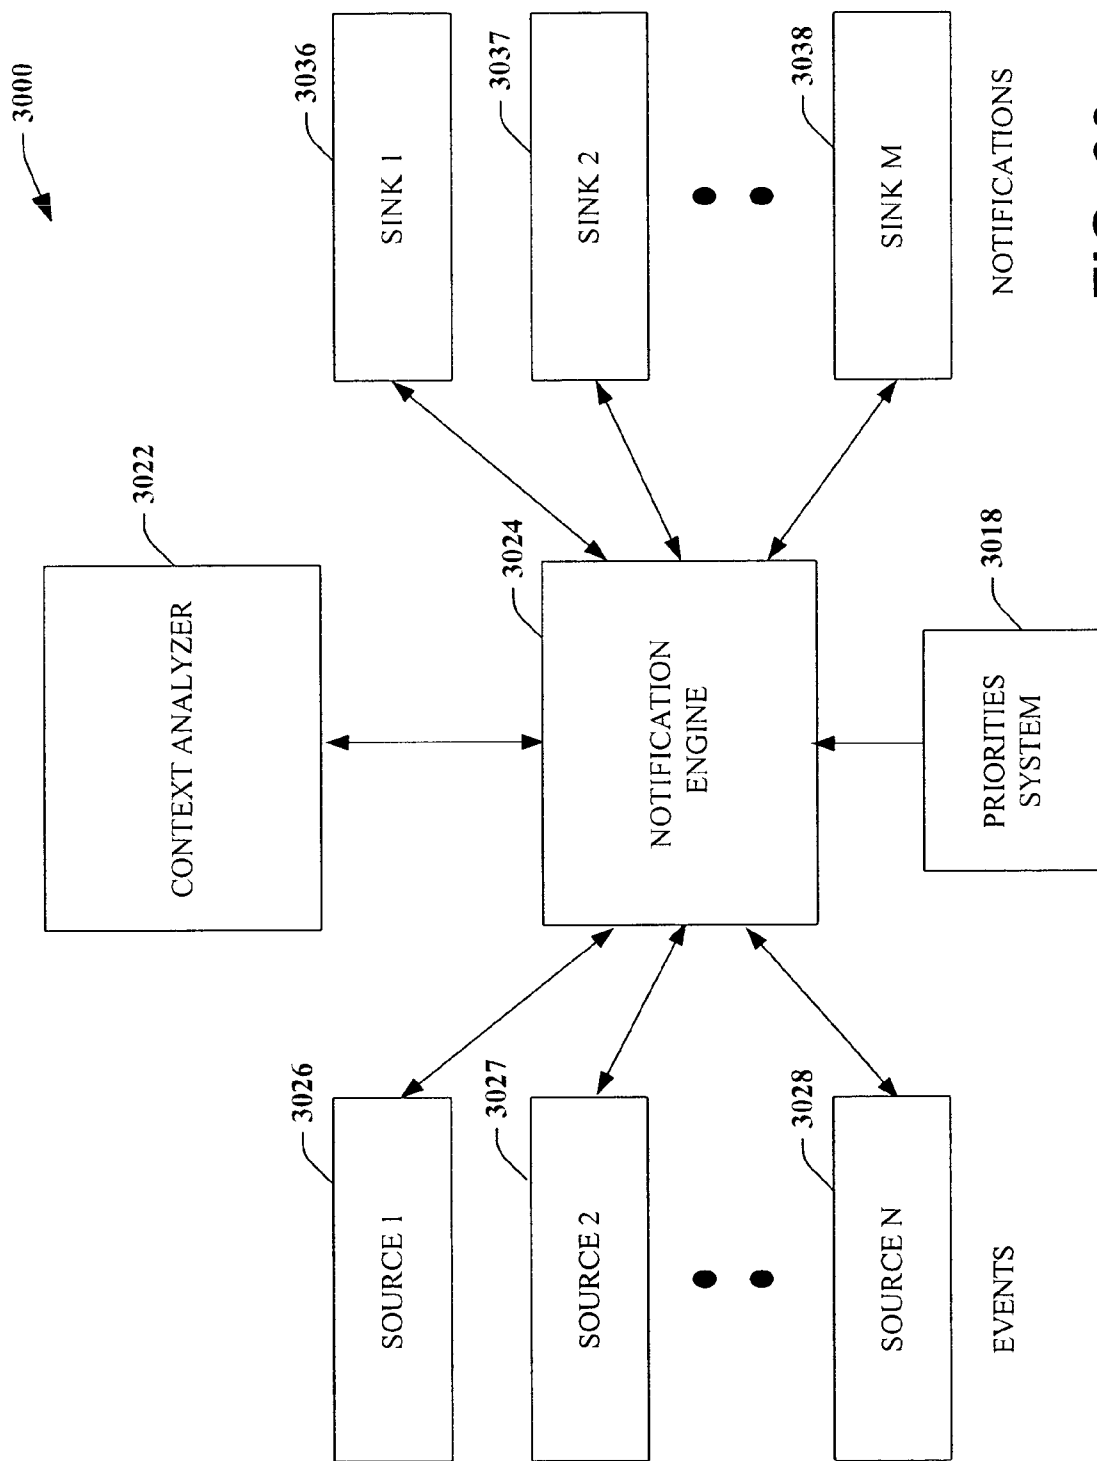 3000
3022
CONTEXT ANALYZER
3026
SOURCE 1
3027
SOURCE 2
3028
SOURCE N
EVENTS
3024
NOTIFICATION
ENGINE
3018
PRIORITIES
SYSTEM
3036
SINK 1
3037
SINK 2
3038
SINK M
NOTIFICATIONS